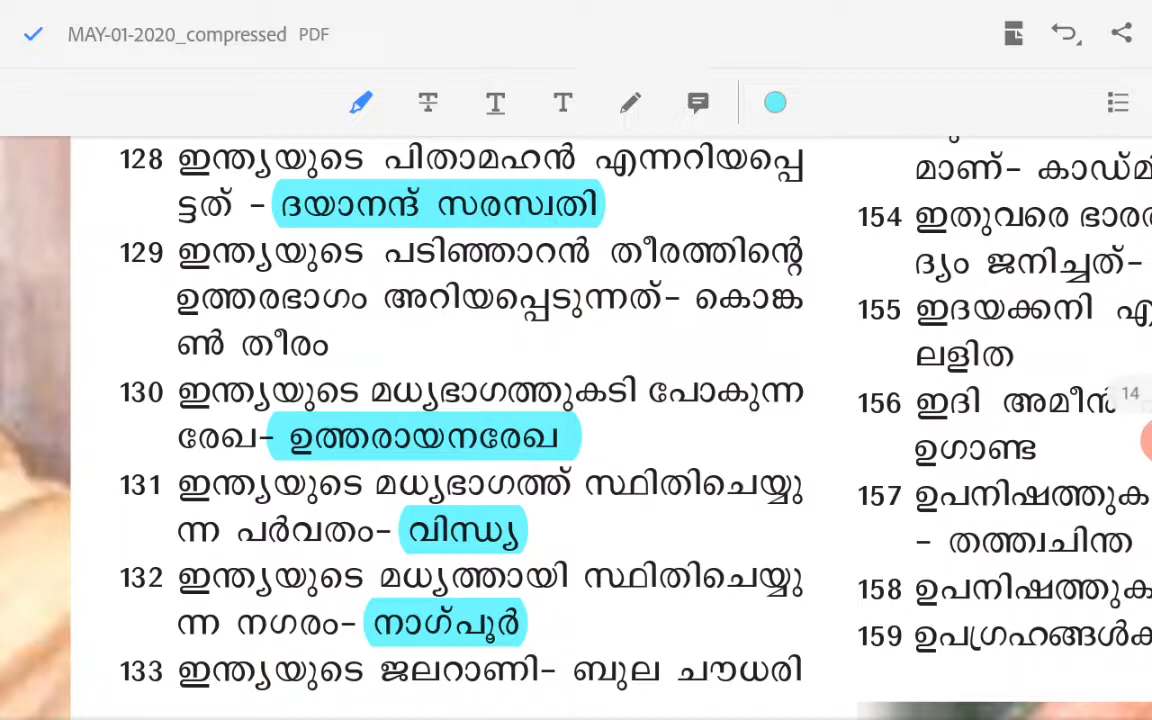 MAY-01-2020_compressed PDF
128 ഇന്ത്യയുടെ പിതാമഹൻ എന്നറിയപ്പെ
ട്ടത് - ദയാനന്ദ് സരസ്വതി
129 ഇന്ത്യയുടെ പടിഞ്ഞാറൻ തീരത്തിന്റെ
ഉത്തരഭാഗം അറിയപ്പെടുന്നത്- കൊങ്ക
ൺ തീരം
130 ഇന്ത്യയുടെ മധ്യഭാഗത്തുകടി പോകുന്ന
രേഖ- ഉത്തരായനരേഖ
131 ഇന്ത്യയുടെ മധ്യഭാഗത്ത് സ്ഥിതിചെയ്യു
ന്ന പർവതം- വിന്ധ്യ
132 ഇന്ത്യയുടെ മധ്യത്തായി സ്ഥിതിചെയ്യു
ന്ന നഗരം- നാഗ്പൂർ
133 ഇന്ത്യയുടെ ജലറാണി- ബുല ചൗധരി
മാണ്- കാഡ്മി
154 ഇതുവരെ ഭാരത
ദ്യം ജനിച്ചത്-
155 ഇദയക്കനി എ
ലളിത
156 ഇദി അമീൻ
14
ഉഗാണ്ട
157 ഉപനിഷത്തുക
- തത്ത്വചിന്ത
158 ഉപനിഷത്തുക
159 ഉപഗ്രഹങ്ങൾക